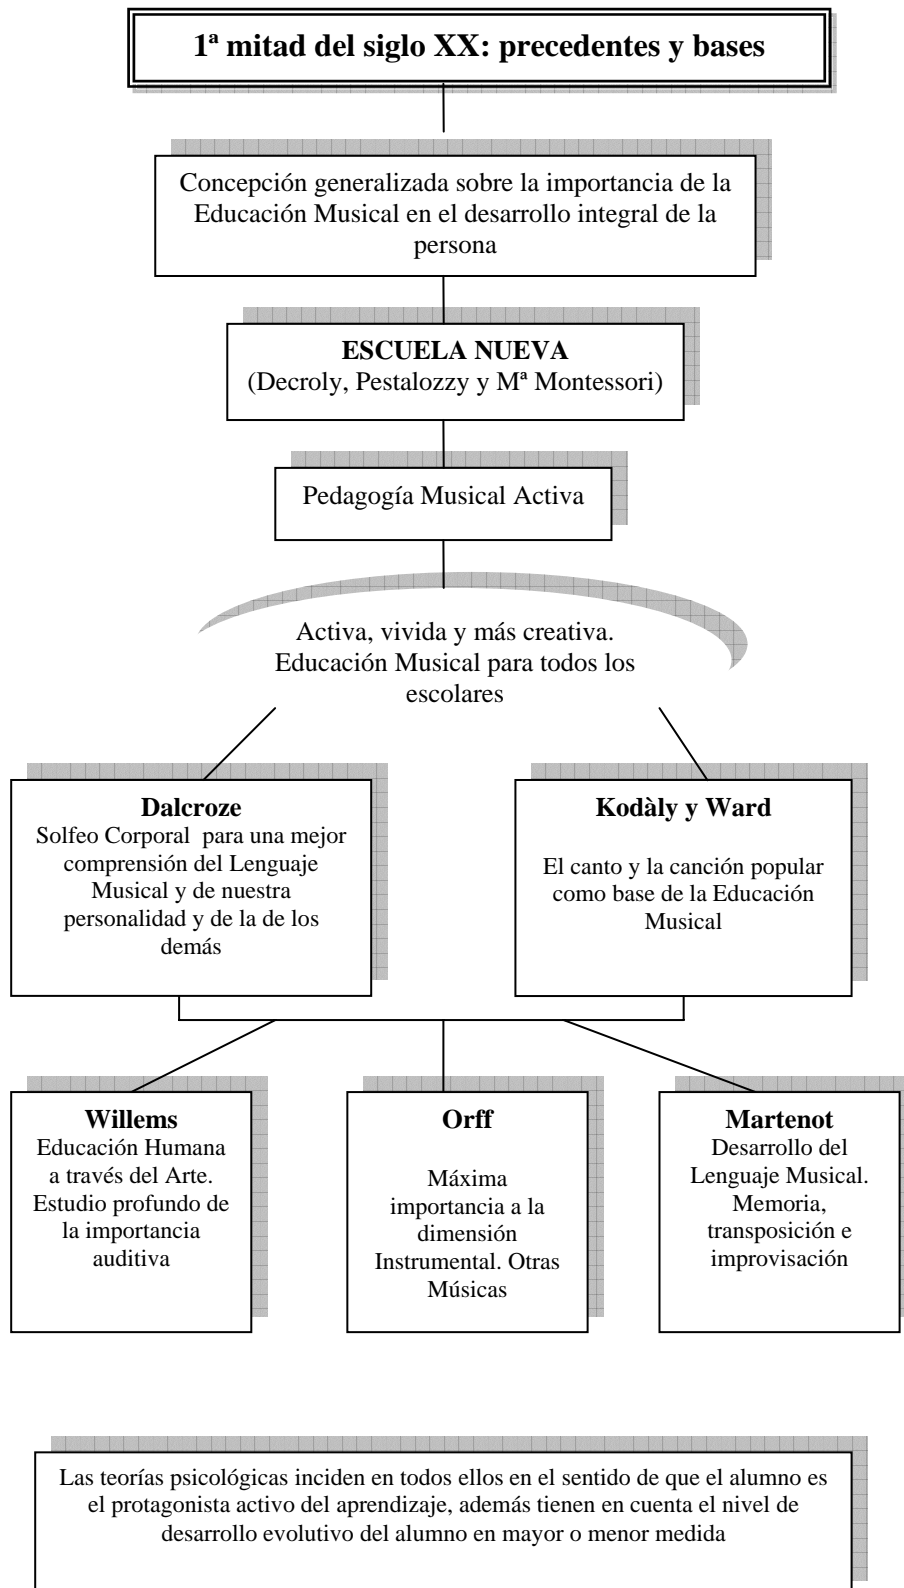 1ª mitad del siglo XX: precedentes y bases
Concepción generalizada sobre la importancia de la
Educación Musical en el desarrollo integral de la
persona
ESCUELA NUEVA
(Decroly, Pestalozzy y Mª Montessori)
Pedagogía Musical Activa
Activa, vivida y más creativa.
Educación Musical para todos los
escolares
Dalcroze
Solfeo Corporal para una mejor
comprensión del Lenguaje
Musical y de nuestra
personalidad y de la de los
demás
Kodàly y Ward
El canto y la canción popular
como base de la Educación
Musical
Willems
Educación Humana
a través del Arte.
Estudio profundo de
la importancia
auditiva
Orff
Máxima
importancia a la
dimensión
Instrumental. Otras
Músicas
Martenot
Desarrollo del
Lenguaje Musical.
Memoria,
transposición e
improvisación
Las teorías psicológicas inciden en todos ellos en el sentido de que el alumno es
el protagonista activo del aprendizaje, además tienen en cuenta el nivel de
desarrollo evolutivo del alumno en mayor o menor medida